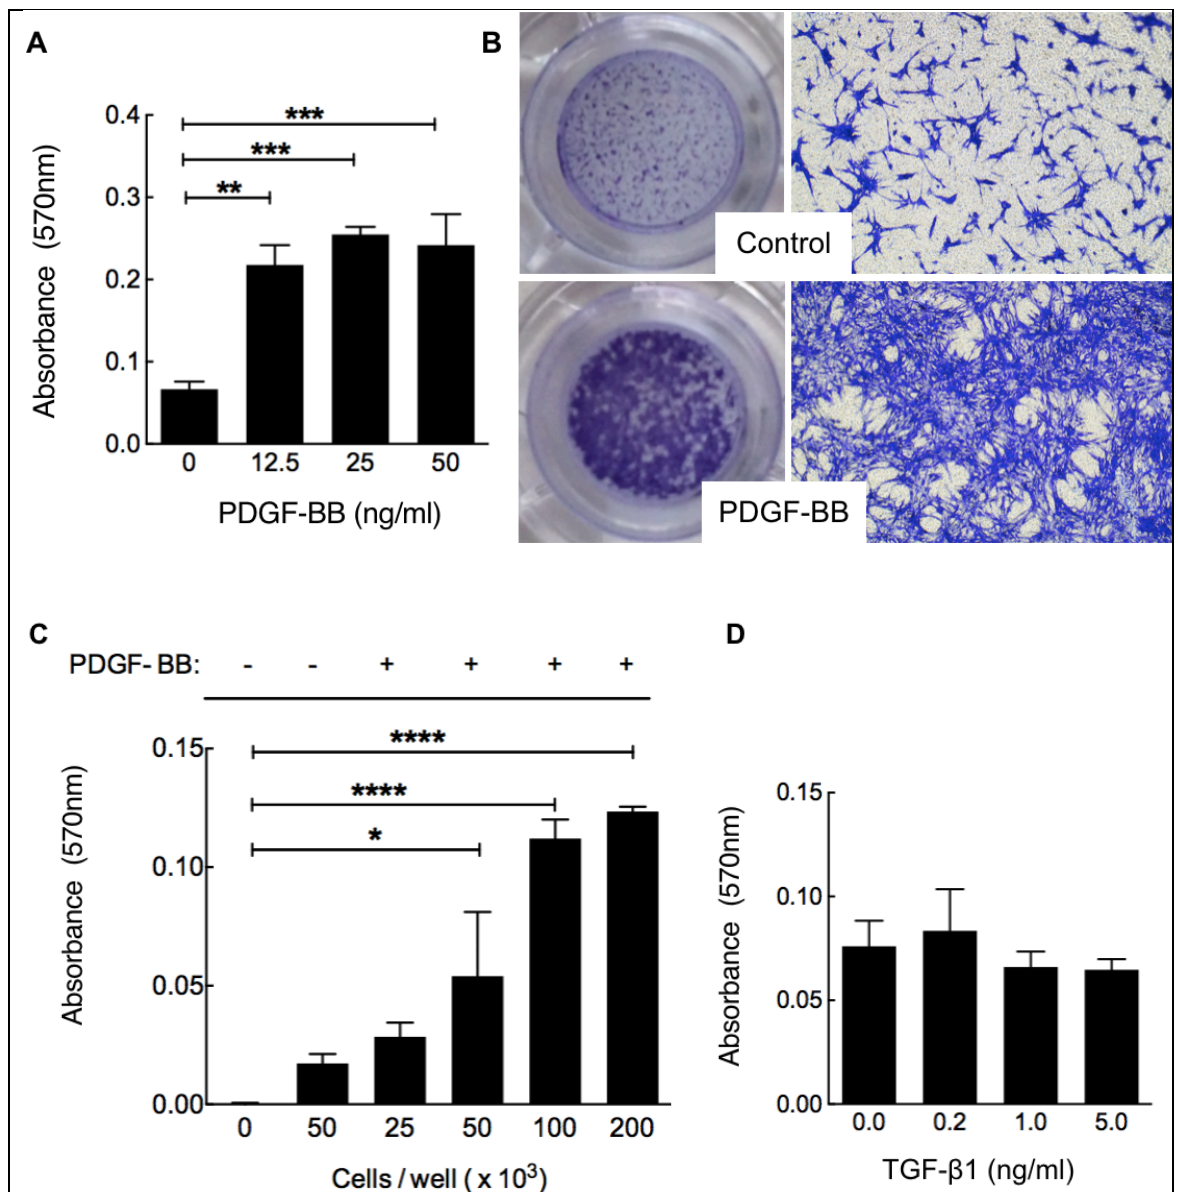 A
B
***
***
**
0.4
0.3
0.2
0.1
0.0
Absorbance (570nm)
0 12.5 25 50
PDGF-BB (ng/ml)
Control
PDGF-BB
C
PDGF- BB: - - + + + +
****
****
*
0.15
0.10
0.05
0.00
Absorbance (570nm)
0 50 25 50 100 200
Cells / well ( x 10³)
D
0.15
0.10
0.05
0.00
Absorbance (570nm)
0.0 0.2 1.0 5.0
TGF-β1 (ng/ml)